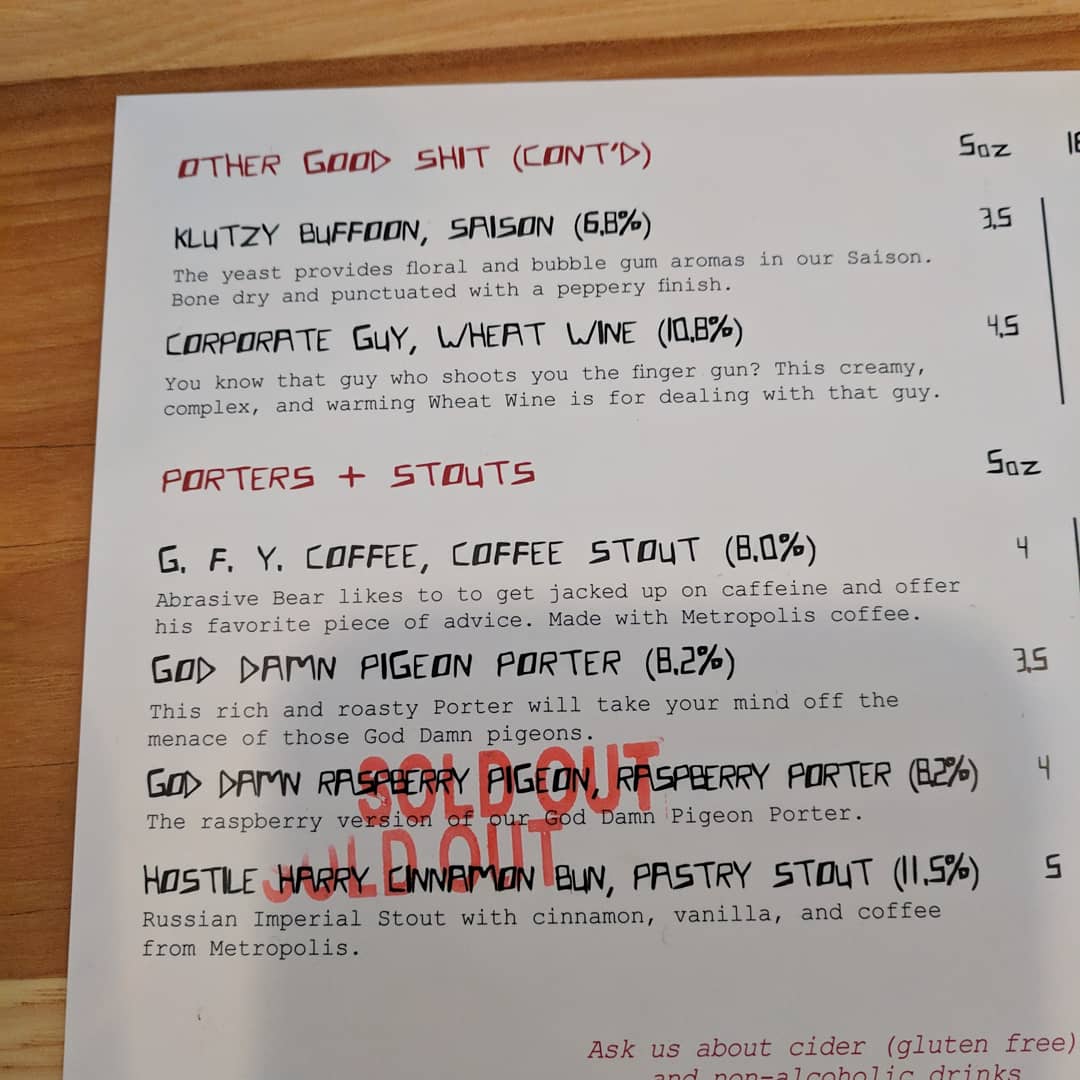 OTHER GOOD SHIT (CONT'D) 5oz
KLUTZY BUFFOON, SAISON (6.8%) 3.5
The yeast provides floral and bubble gum aromas in our Saison.
Bone dry and punctuated with a peppery finish.
CORPORATE GUY, WHEAT WINE (10.8%) 4.5
You know that guy who shoots you the finger gun? This creamy,
complex, and warming Wheat Wine is for dealing with that guy.
PORTERS + STOUTS 5oz
G. F. Y. COFFEE, COFFEE STOUT (8.0%) 4
Abrasive Bear likes to to get jacked up on caffeine and offer
his favorite piece of advice. Made with Metropolis coffee.
GOD DAMN PIGEON PORTER (8.2%) 3.5
This rich and roasty Porter will take your mind off the
menace of those God Damn pigeons.
SOLD OUT
GOD DAMN RASPBERRY PIGEON, RASPBERRY PORTER (8.2%) 4
The raspberry version of our God Damn Pigeon Porter.
SOLD OUT
HOSTILE HARRY CINNAMON BUN, PASTRY STOUT (11.5%) 5
Russian Imperial Stout with cinnamon, vanilla, and coffee
from Metropolis.
Ask us about cider (gluten free)
and non-alcoholic drinks